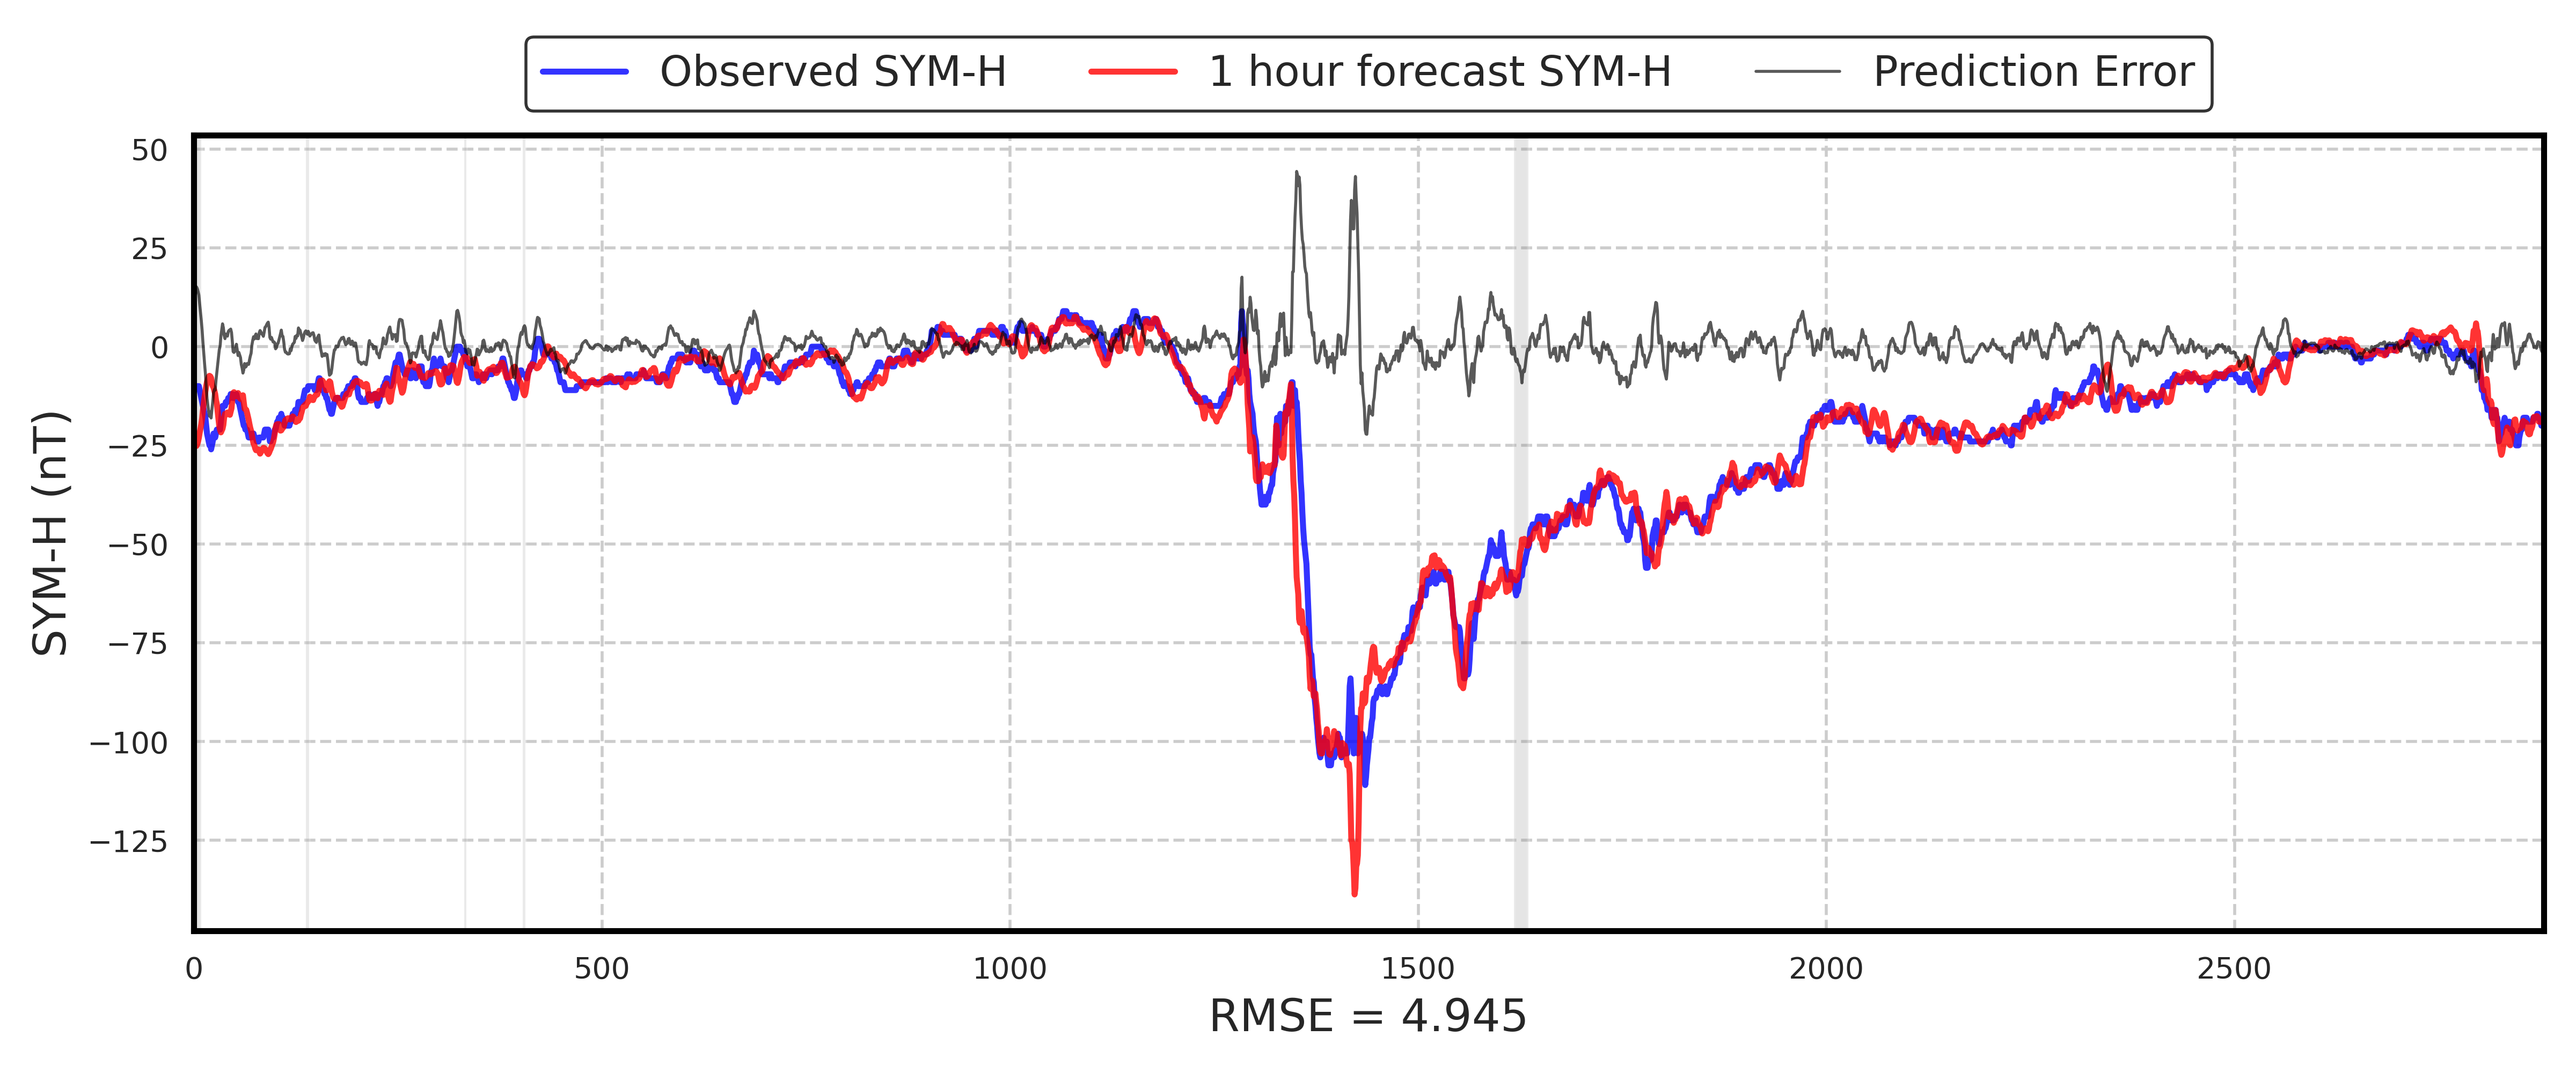 Observed SYM-H 1 hour forecast SYM-H Prediction Error
50
25
0
−25
−50
−75
−100
−125
SYM-H (nT)
0 500 1000 1500 2000 2500
RMSE = 4.945